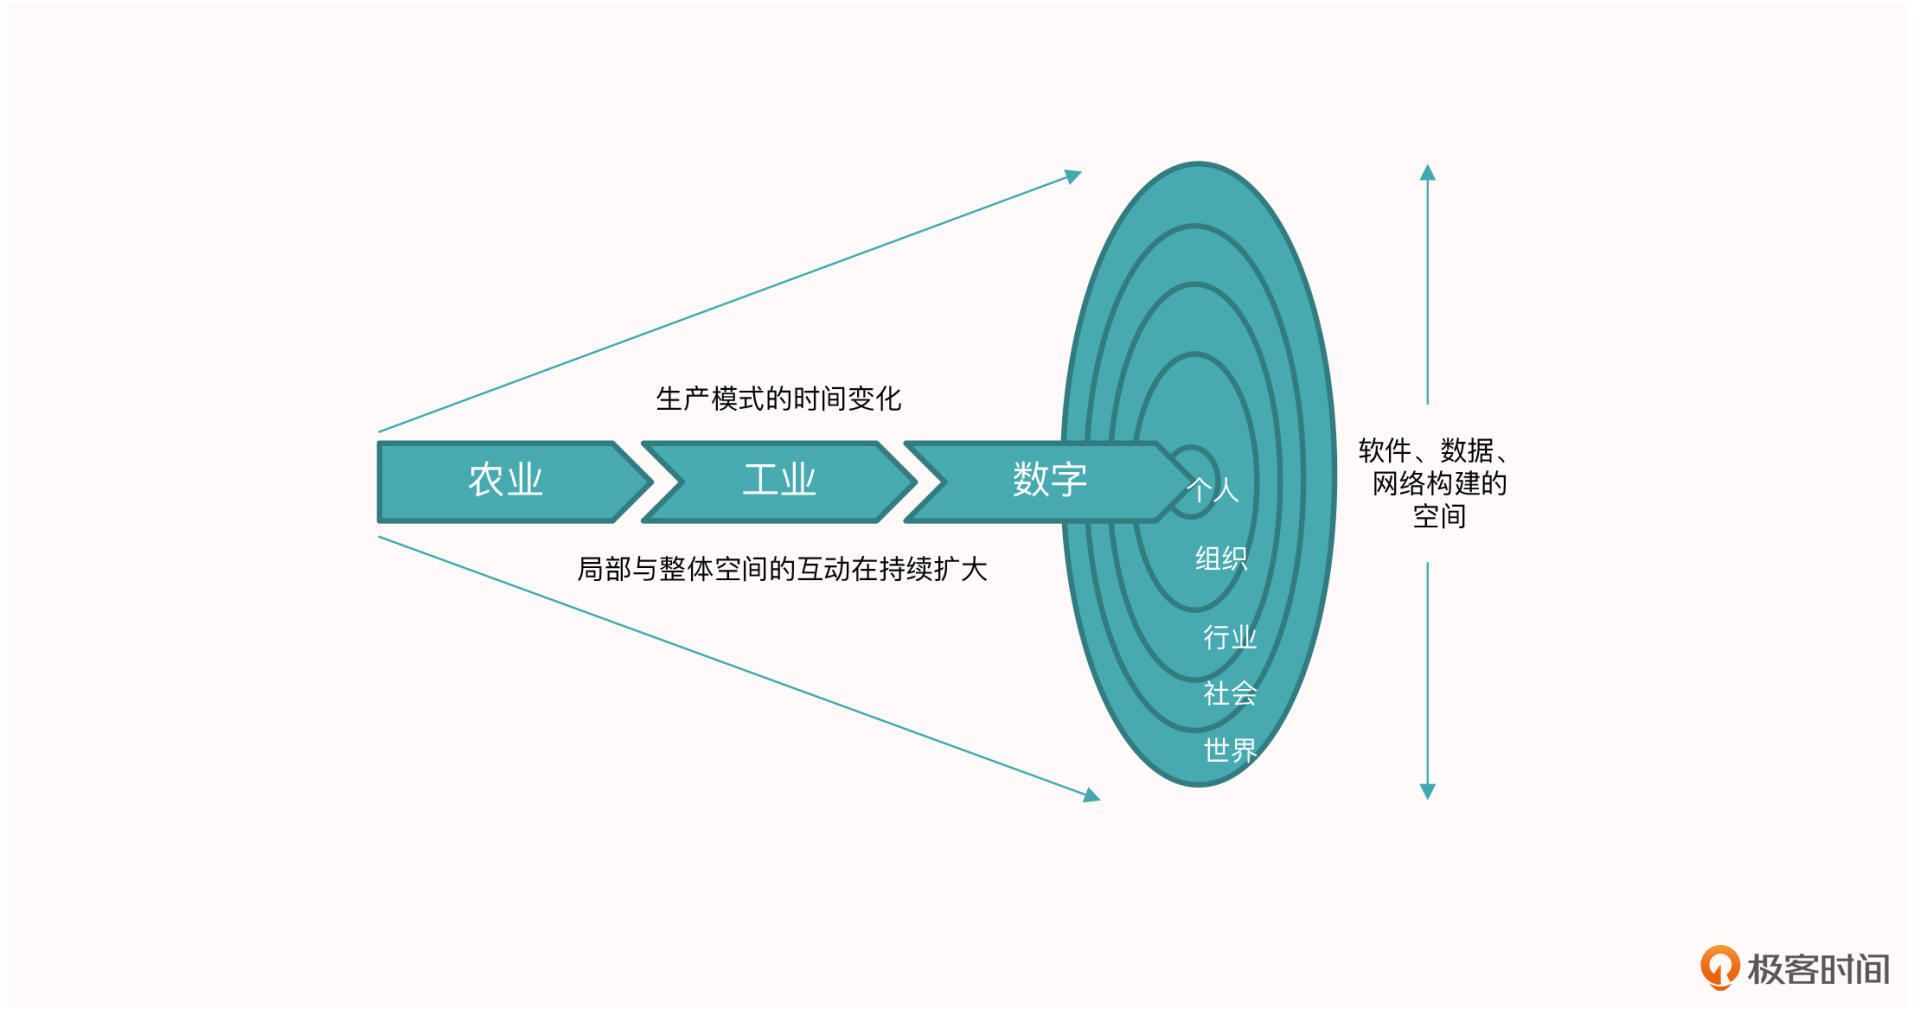 生产模式的时间变化
农业
工业
数字
局部与整体空间的互动在持续扩大
个人
组织
行业
社会
世界
软件、数据、
网络构建的
空间
极客时间